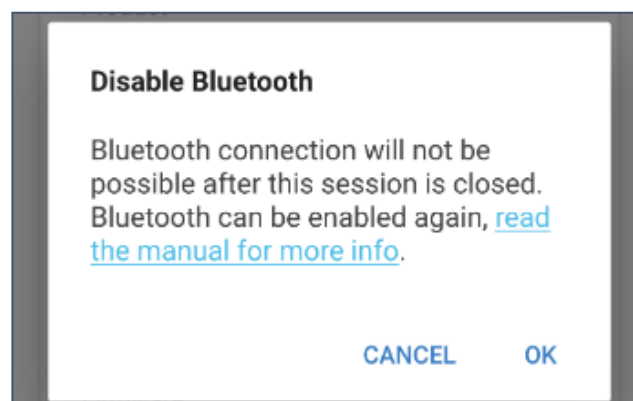 Disable Bluetooth
Bluetooth connection will not be
possible after this session is closed.
Bluetooth can be enabled again, read
the manual for more info.
CANCEL OK